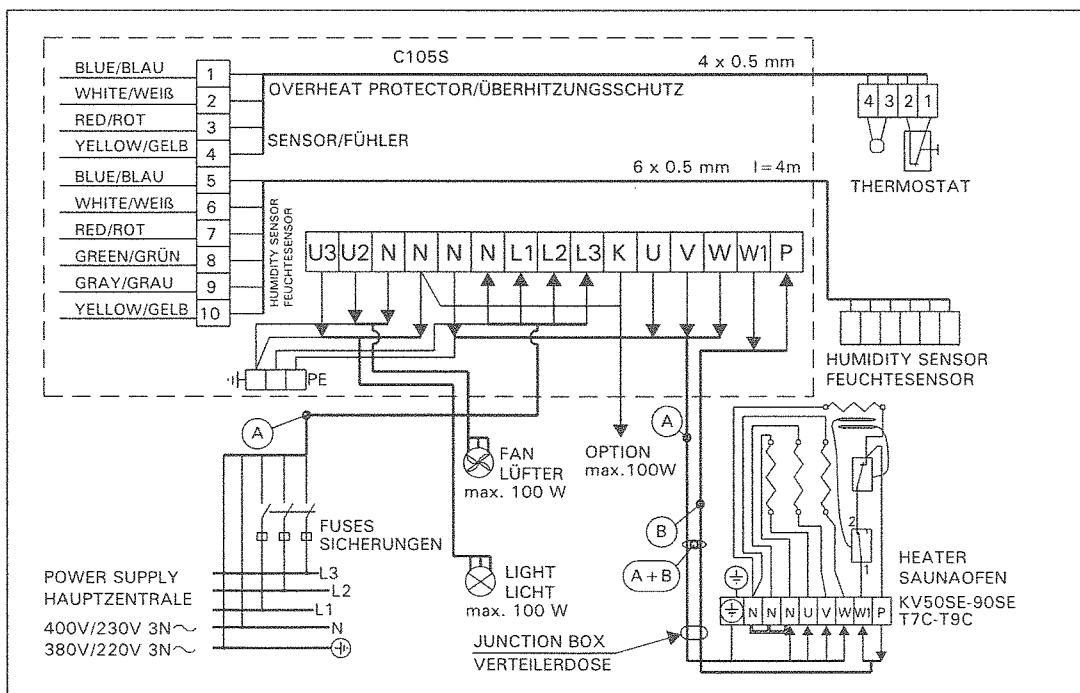 C105S
BLUE/BLAU 1
WHITE/WEIß 2
RED/ROT 3
YELLOW/GELB 4
BLUE/BLAU 5
WHITE/WEIß 6
RED/ROT 7
GREEN/GRÜN 8
GRAY/GRAU 9
YELLOW/GELB 10
4 x 0.5 mm
OVERHEAT PROTECTOR/ÜBERHITZUNGSSCHUTZ
SENSOR/FÜHLER
4 3 2 1
THERMOSTAT
6 x 0.5 mm l=4m
HUMIDITY SENSOR
FEUCHTESENSOR
U3 U2 N N N N L1 L2 L3 K U V W W1 P
HUMIDITY SENSOR
FEUCHTESENSOR
PE
A
FAN
LÜFTER
max. 100 W
OPTION
max.100W
A
B
A+B
FUSES
SICHERUNGEN
LIGHT
LICHT
max. 100 W
POWER SUPPLY
HAUPTZENTRALE
L3
L2
L1
400V/230V 3N~ N
380V/220V 3N~
JUNCTION BOX
VERTEILERDOSE
2
1
HEATER
SAUNAOFEN
KV50SE-90SE
T7C-T9C
N N N U V W W1 P